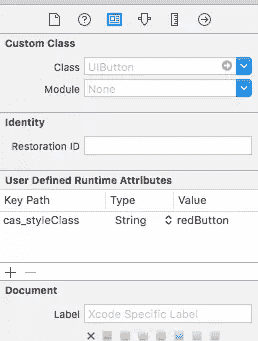 Custom Class
Class UIButton
Module None
Identity
Restoration ID
User Defined Runtime Attributes
Key Path Type Value
cas_styleClass String redButton
Document
Label Xcode Specific Label